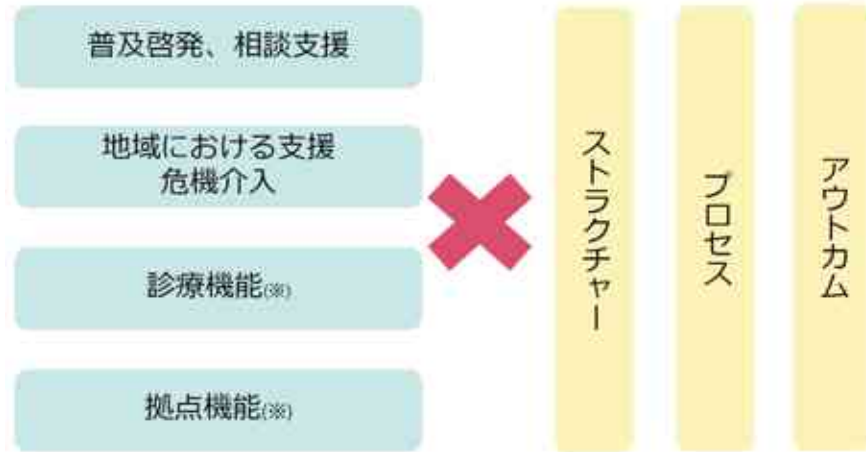 普及啓発、相談支援
地域における支援
危機介入
診療機能(※)
拠点機能(※)
ストラクチャー
プロセス
アウトカム